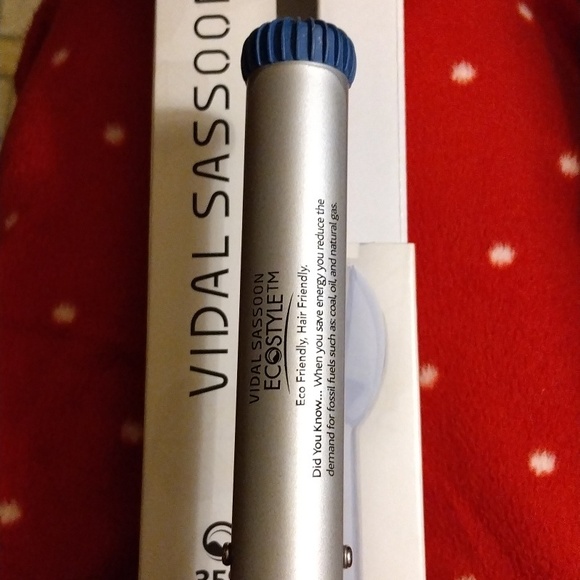 VIDAL SASSOON
VIDAL SASSOON
ECOSTYLE™
Eco Friendly, Hair Friendly.
Did You Know... When you save energy you reduce the
demand for fossil fuels such as: coal, oil, and natural gas.